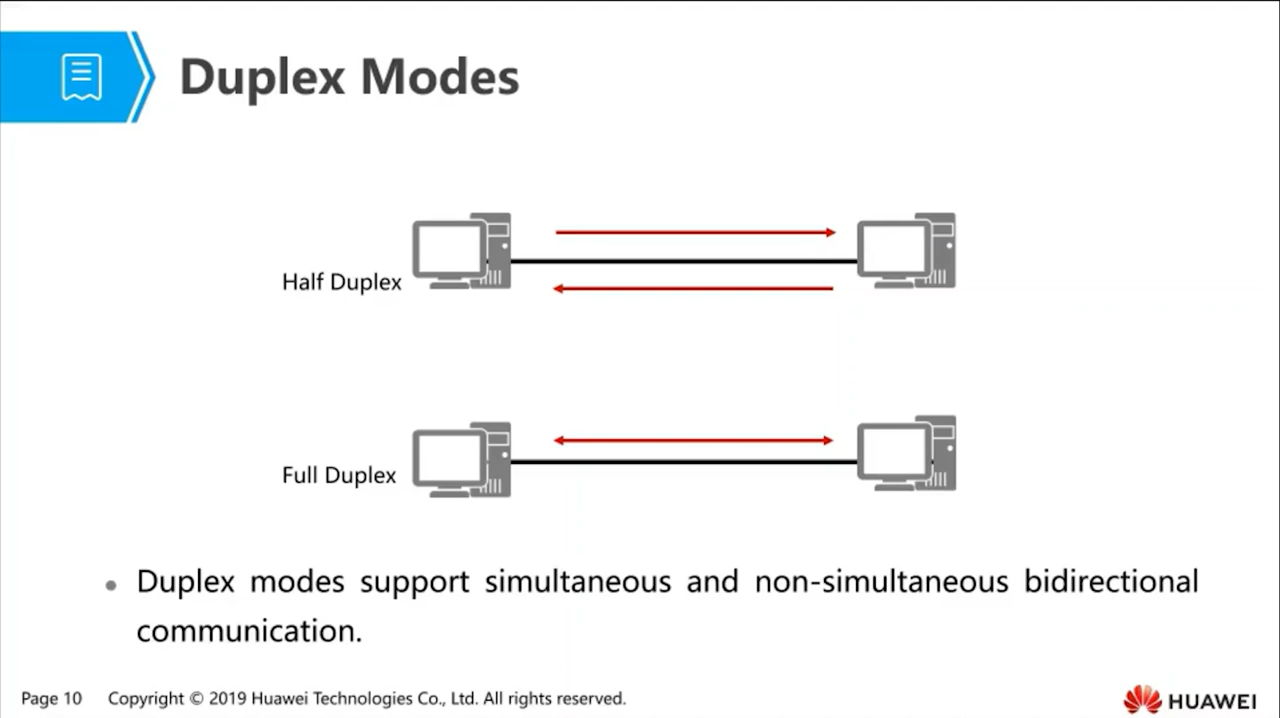 Duplex Modes
Half Duplex
Full Duplex
Duplex modes support simultaneous and non-simultaneous bidirectional
communication.
Page 10 Copyright © 2019 Huawei Technologies Co., Ltd. All rights reserved.
HUAWEI